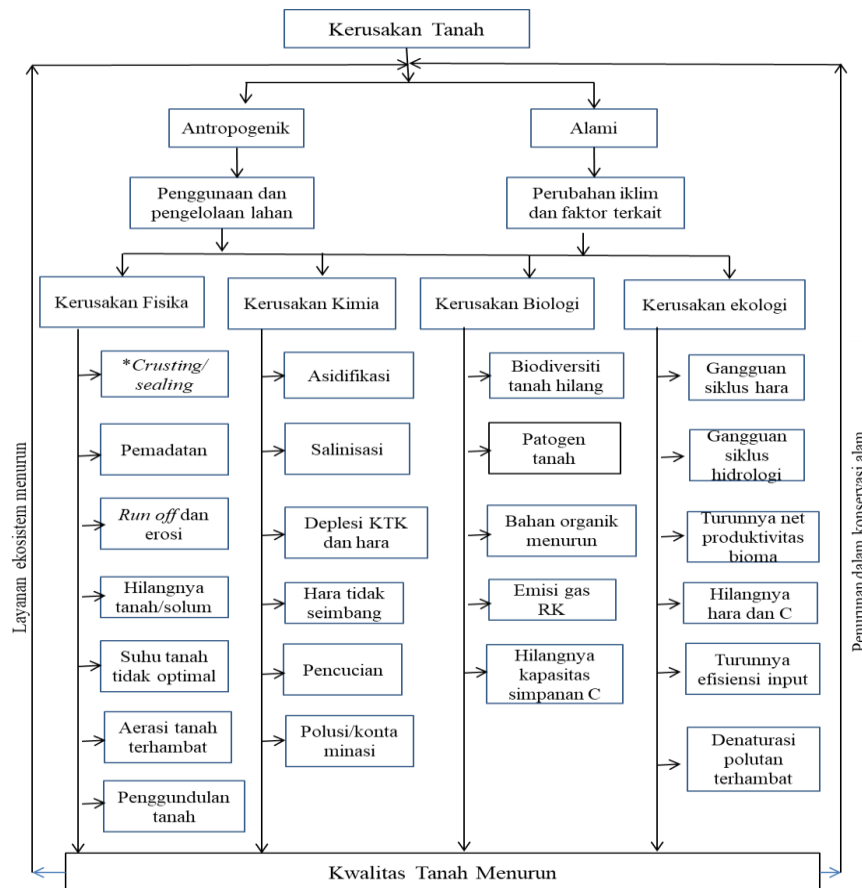 Kerusakan Tanah
Antropogenik
Alami
Penggunaan dan
pengelolaan lahan
Perubahan iklim
dan faktor terkait
Kerusakan Fisika
Kerusakan Kimia
Kerusakan Biologi
Kerusakan ekologi
*Crusting/
sealing
Pemadatan
Run off dan
erosi
Hilangnya
tanah/solum
Suhu tanah
tidak optimal
Aerasi tanah
terhambat
Penggundulan
tanah
Asidifikasi
Salinisasi
Deplesi KTK
dan hara
Hara tidak
seimbang
Pencucian
Polusi/konta
minasi
Biodiversiti
tanah hilang
Patogen
tanah
Bahan organik
menurun
Emisi gas
RK
Hilangnya
kapasitas
simpanan C
Gangguan
siklus hara
Gangguan
siklus
hidrologi
Turunnya net
produktivitas
bioma
Hilangnya
hara dan C
Turunnya
efisiensi input
Denaturasi
polutan
terhambat
Layanan ekosistem menurun
Penurunan dalam konservasi alam
Kwalitas Tanah Menurun